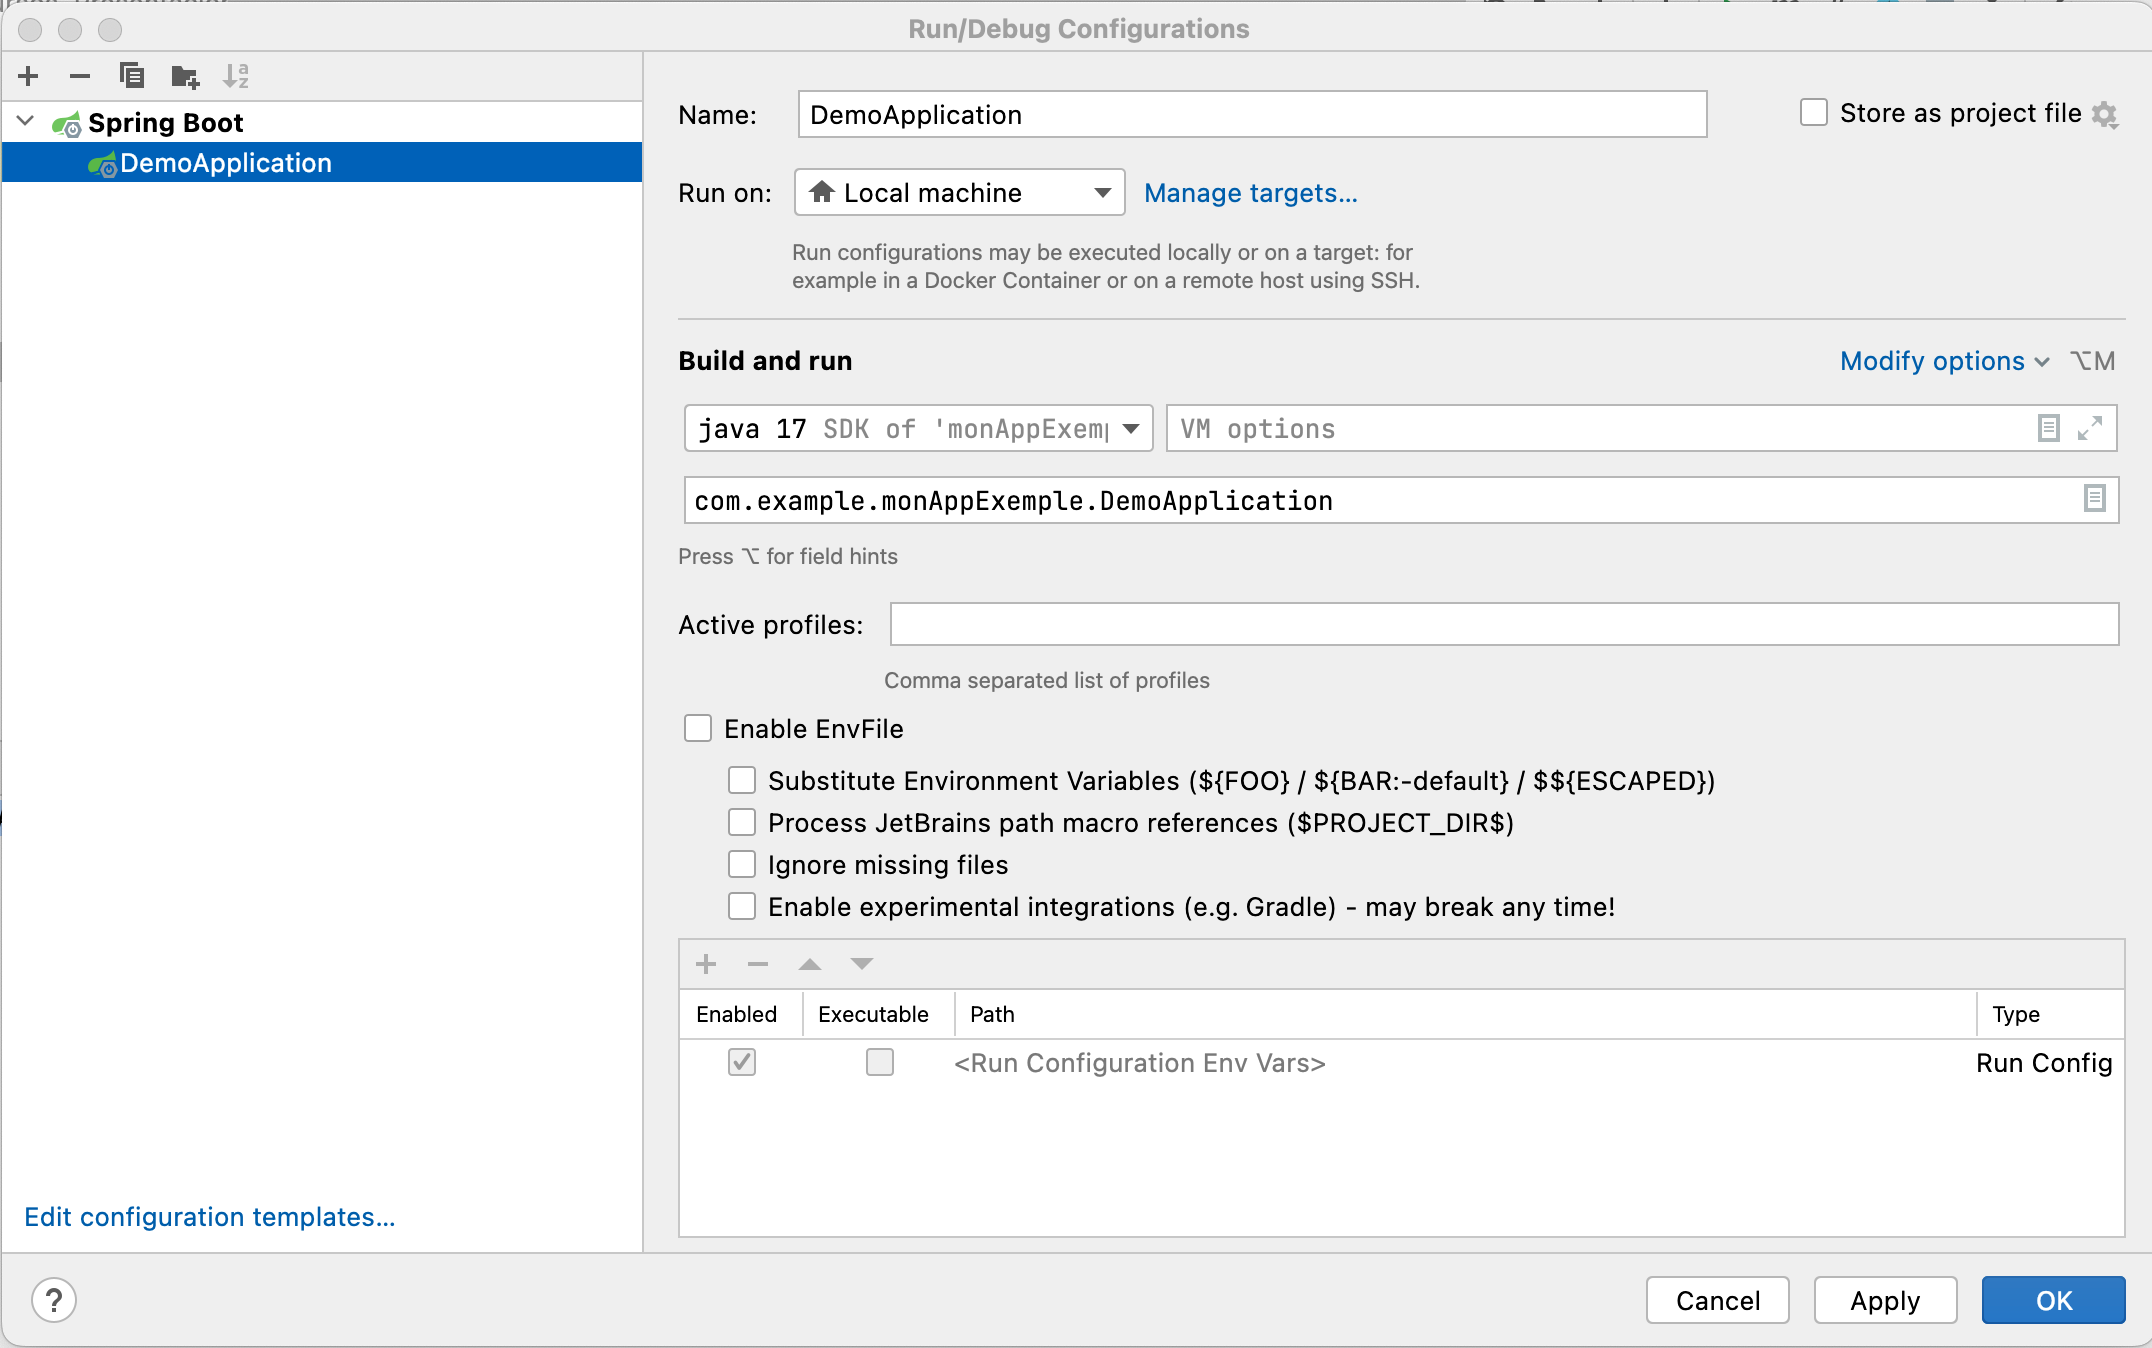 Run/Debug Configurations
Spring Boot
DemoApplication
Name: DemoApplication
Store as project file
Run on: Local machine Manage targets...
Run configurations may be executed locally or on a target: for
example in a Docker Container or on a remote host using SSH.
Build and run
Modify options ⌥M
java 17 SDK of 'monAppExem
VM options
com.example.monAppExemple.DemoApplication
Press ⌥ for field hints
Active profiles:
Comma separated list of profiles
Enable EnvFile
Substitute Environment Variables (${FOO} / ${BAR:-default} / $${ESCAPED})
Process JetBrains path macro references ($PROJECT_DIR$)
Ignore missing files
Enable experimental integrations (e.g. Gradle) - may break any time!
Enabled Executable Path Type
<Run Configuration Env Vars> Run Config
Edit configuration templates...
? Cancel Apply OK